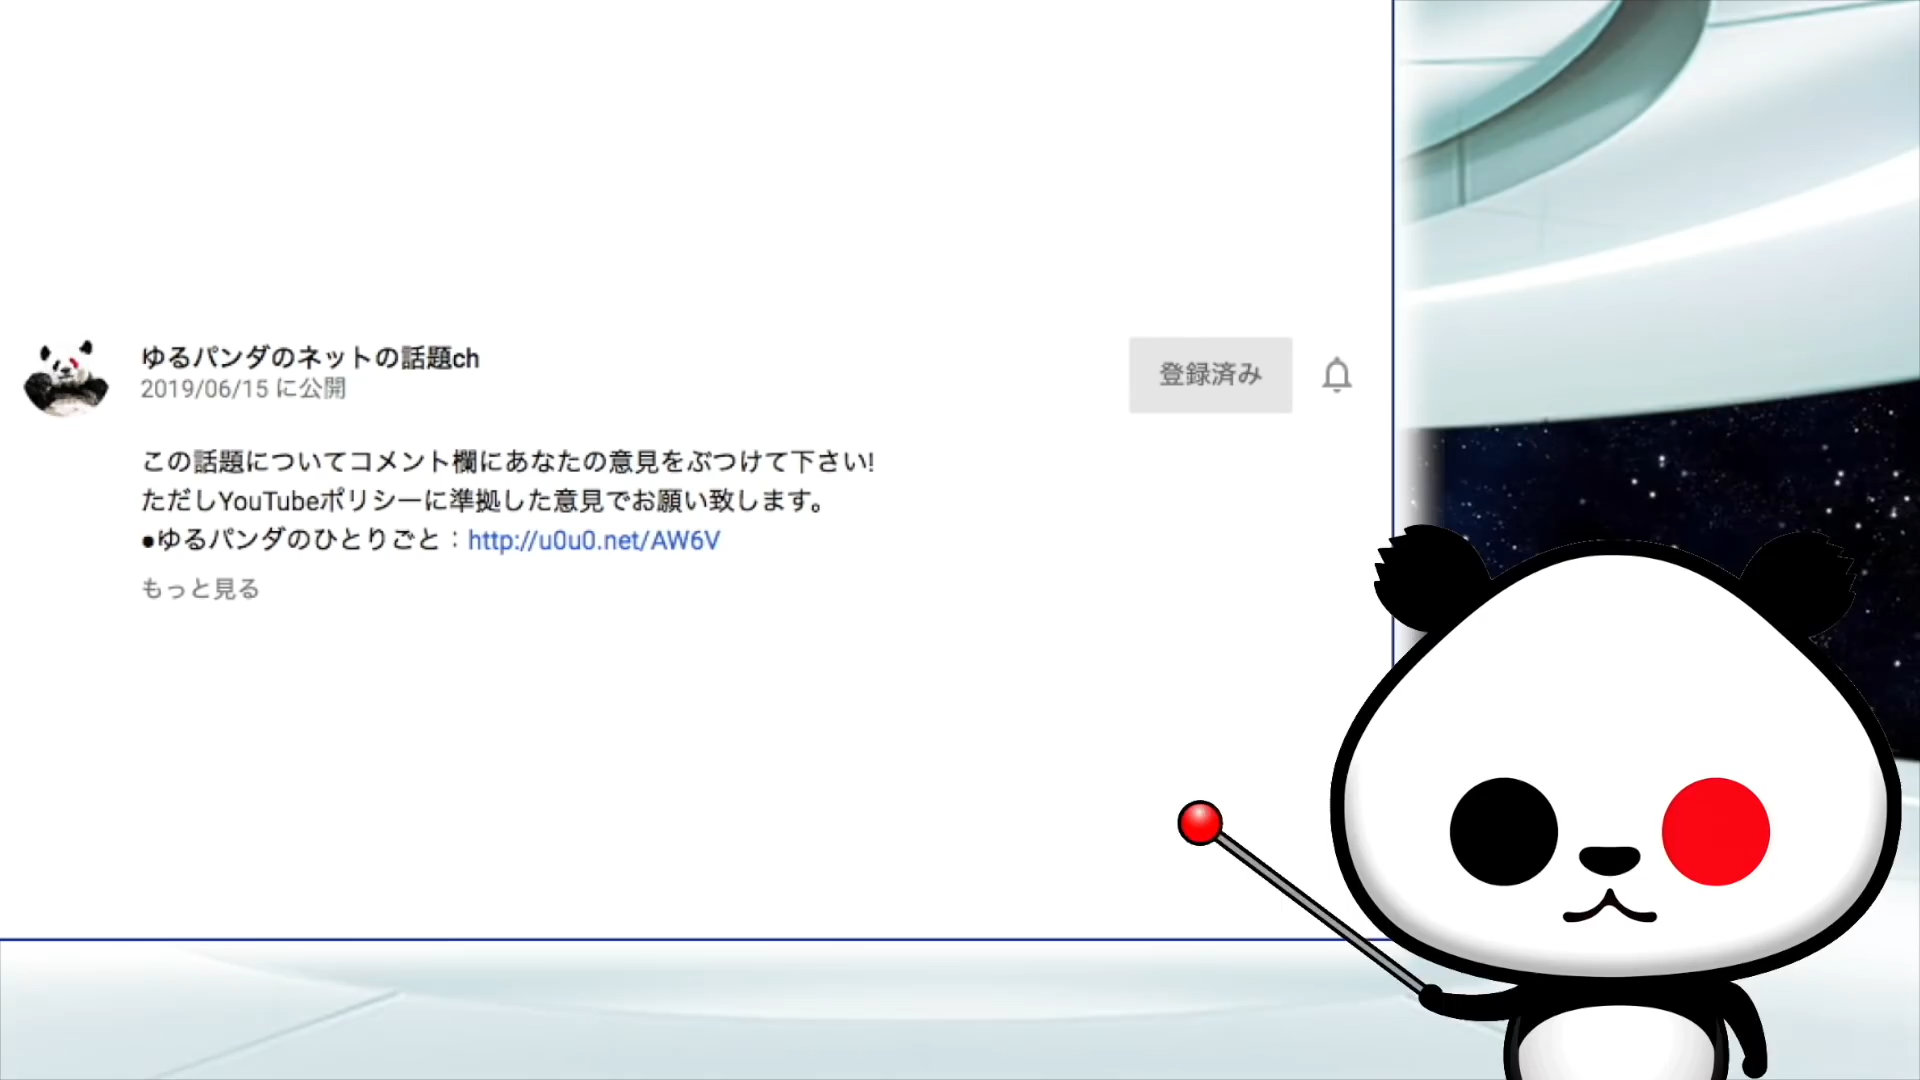 ゆるパンダのネットの話題ch
2019/06/15 に公開
登録済み
この話題についてコメント欄にあなたの意見をぶつけて下さい!
ただしYouTubeポリシーに準拠した意見でお願い致します。
●ゆるパンダのひとりごと：http://u0u0.net/AW6V
もっと見る